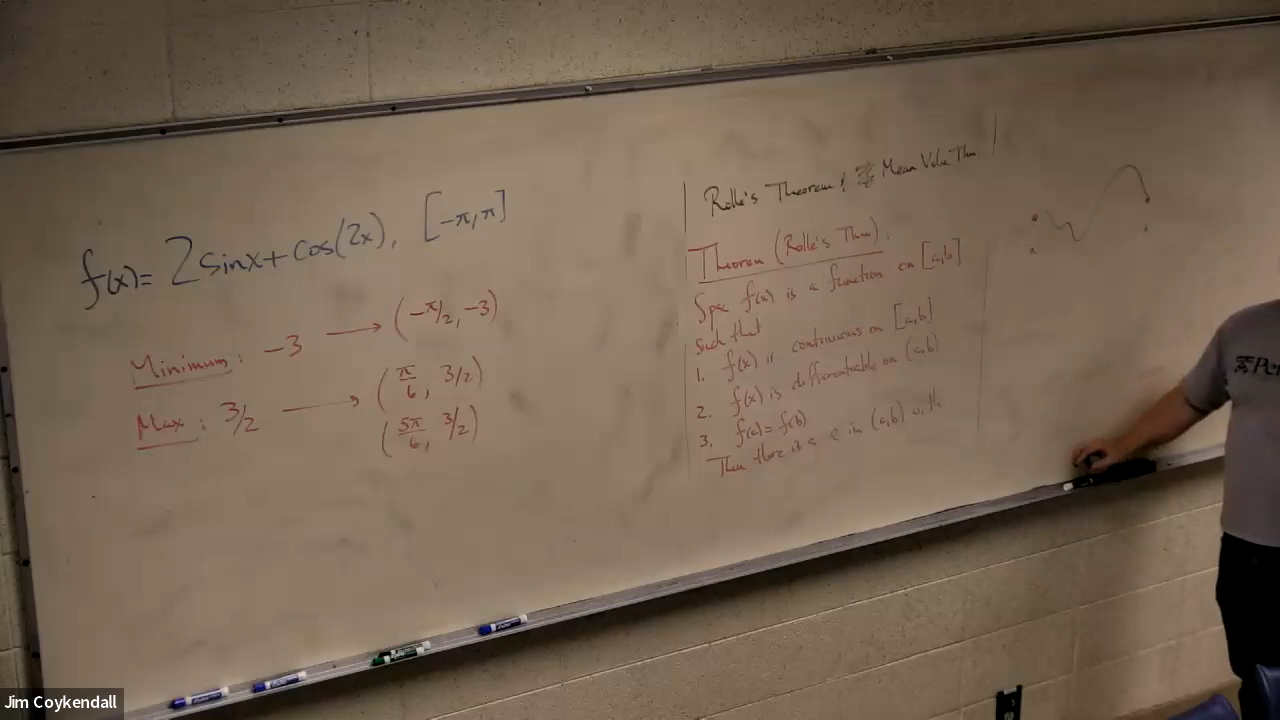 f(x) = 2 sinx + cos(2x), [-π, π]
Minimum: -3 → (-π/2, -3)
Max: 3/2 → (π/6, 3/2)
(5π/6, 3/2)
Rolle's Theorem & Mean Value Thm
Theorem (Rolle's Thm):
Spse f(x) is a function on [a,b]
such that
1. f(x) is continuous on [a,b]
2. f(x) is differentiable on (a,b)
3. f(a) = f(b)
Then there is a c in (a,b) with
a
Jim Coykendall